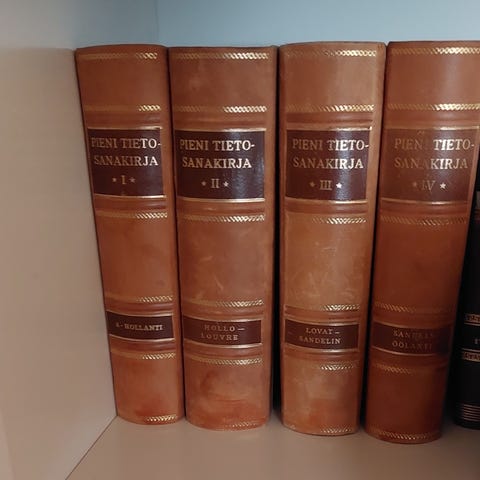 PIENI TIETO-
SANAKIRJA
* I *
A - HOLLANTI
PIENI TIETO-
SANAKIRJA
* II *
HOLLO —
LOUVRE
PIENI TIETO-
SANAKIRJA
* III *
LOVAT —
SANDELIN
PIENI TIETO-
SANAKIRJA
* IV *
ÖÖLANTI